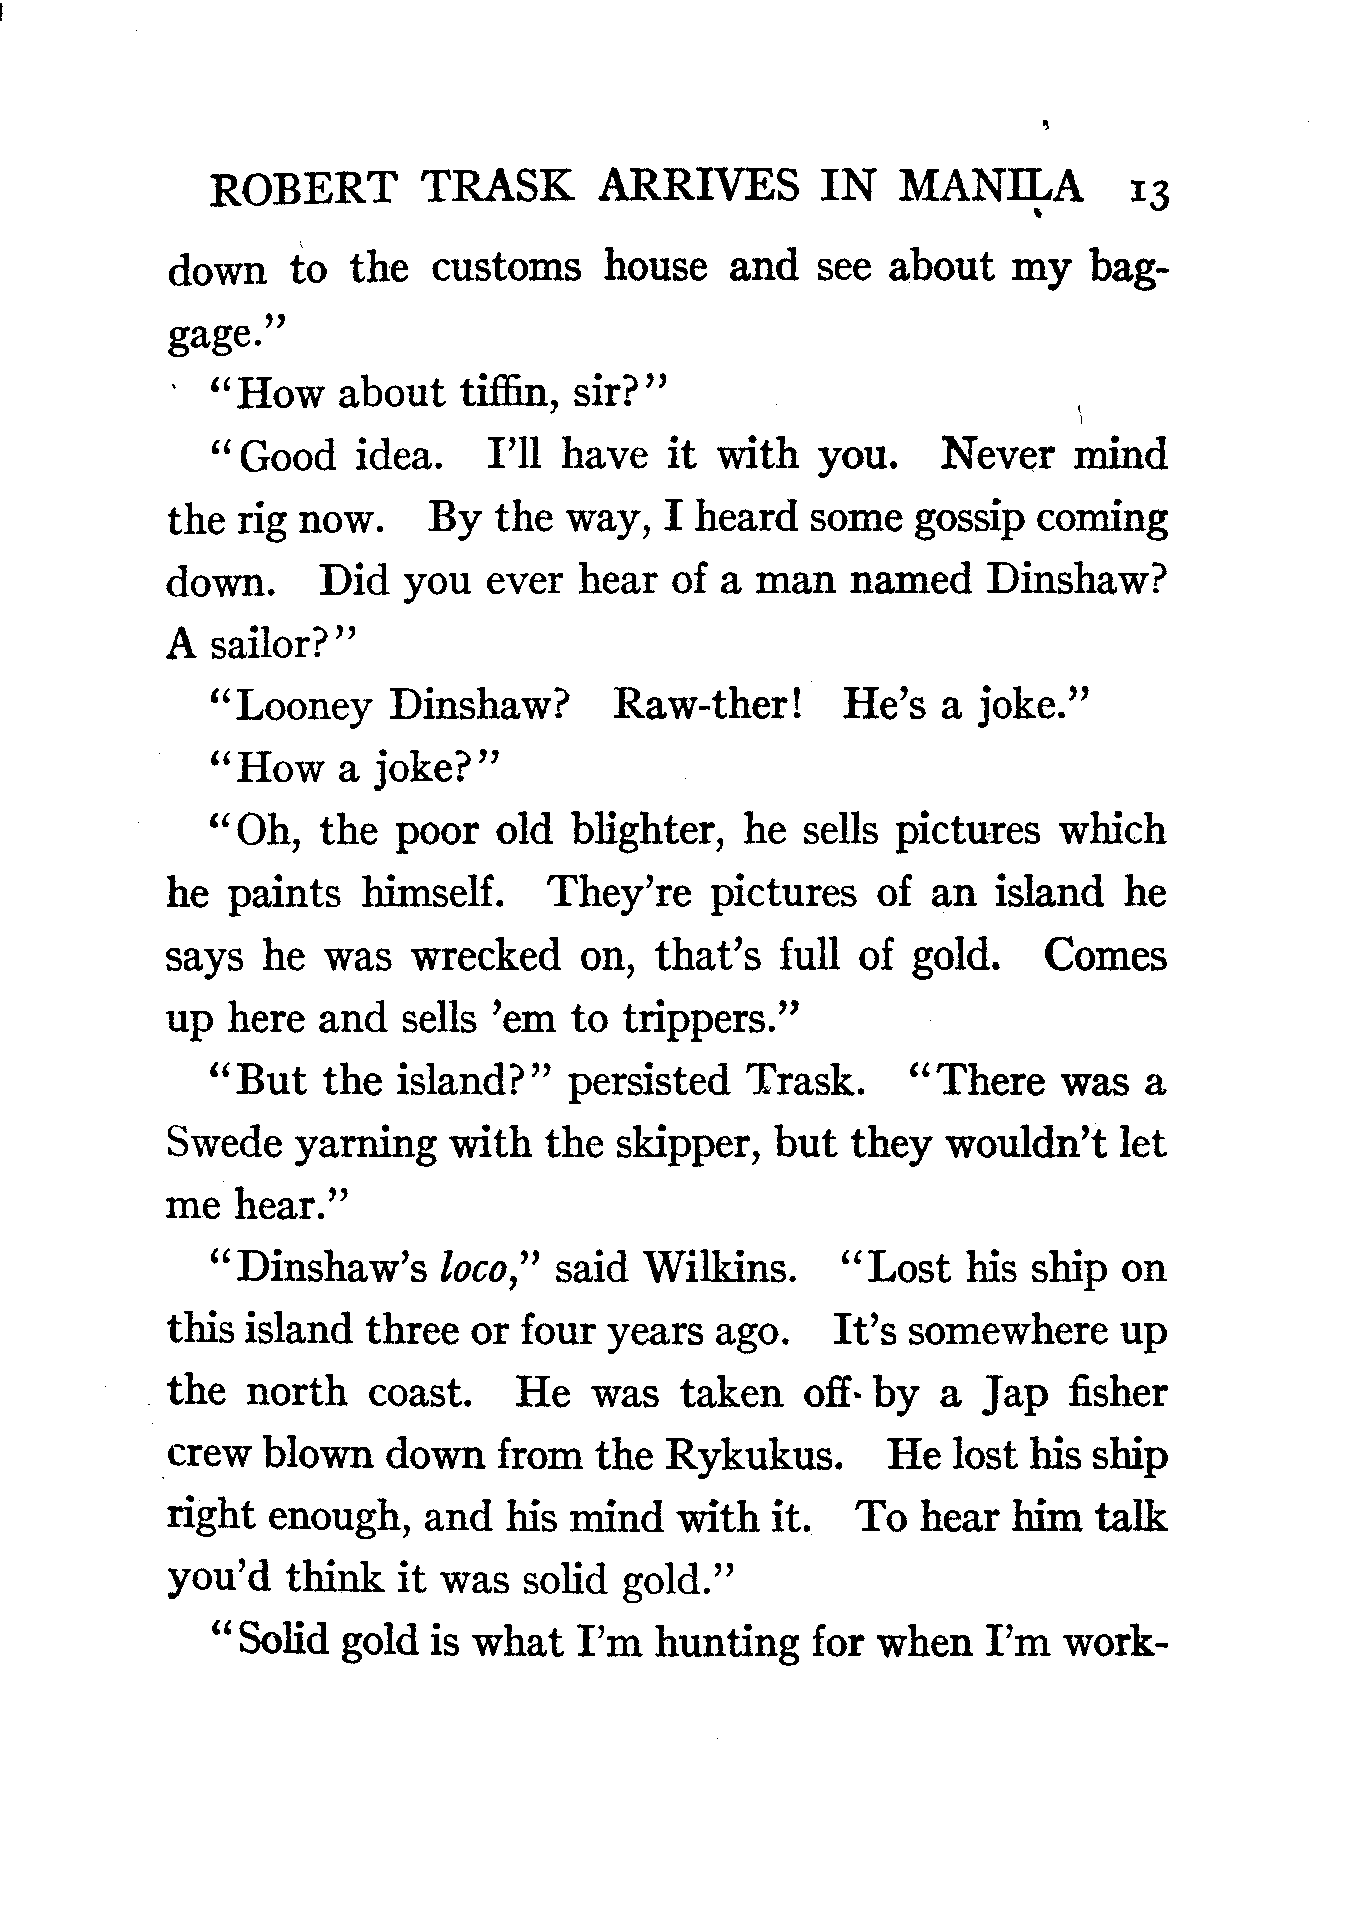 ROBERT TRASK ARRIVES IN MANILA 13
down to the customs house and see about my bag-
gage."
"How about tiffin, sir?"
"Good idea. I'll have it with you. Never mind
the rig now. By the way, I heard some gossip coming
down. Did you ever hear of a man named Dinshaw?
A sailor?"
"Looney Dinshaw? Raw-ther! He's a joke."
"How a joke?"
"Oh, the poor old blighter, he sells pictures which
he paints himself. They're pictures of an island he
says he was wrecked on, that's full of gold. Comes
up here and sells 'em to trippers."
"But the island?" persisted Trask. "There was a
Swede yarning with the skipper, but they wouldn't let
me hear."
"Dinshaw's loco," said Wilkins. "Lost his ship on
this island three or four years ago. It's somewhere up
the north coast. He was taken off by a Jap fisher
crew blown down from the Rykukus. He lost his ship
right enough, and his mind with it. To hear him talk
you'd think it was solid gold."
"Solid gold is what I'm hunting for when I'm work-